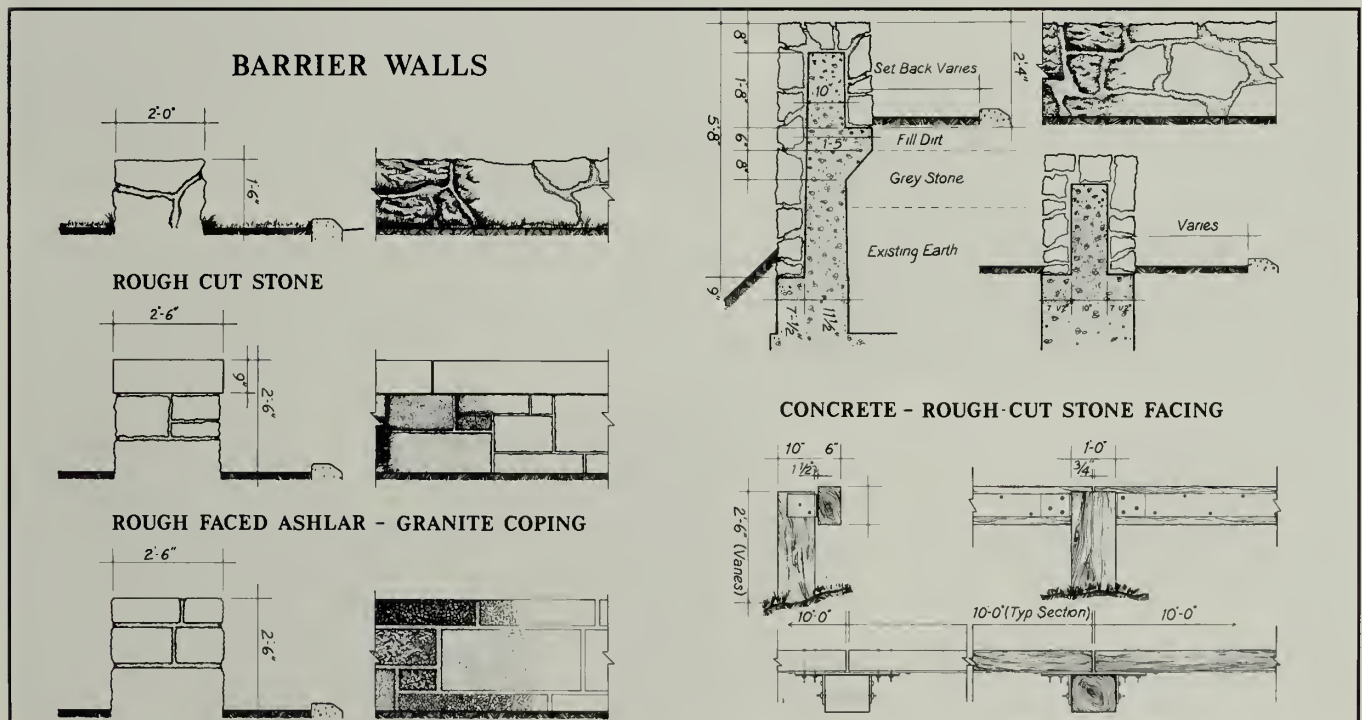 BARRIER WALLS
2'-0"
1'-6"
ROUGH CUT STONE
2'-6"
9"
2'-6"
ROUGH FACED ASHLAR - GRANITE COPING
2'-6"
2'-6"
8"
1'-8"
5'-8"
6"
8"
9"
10"
1'-5"
7-½"
11½"
Set Back Varies
2'-4"
Fill Dirt
Grey Stone
Existing Earth
Varies
7 1/2"
10"
7 1/2"
CONCRETE - ROUGH-CUT STONE FACING
10" 6"
1½"
2'-6" (Varies)
1'-0"
3/4"
10'-0"
10'-0" (Typ Section)
10'-0"